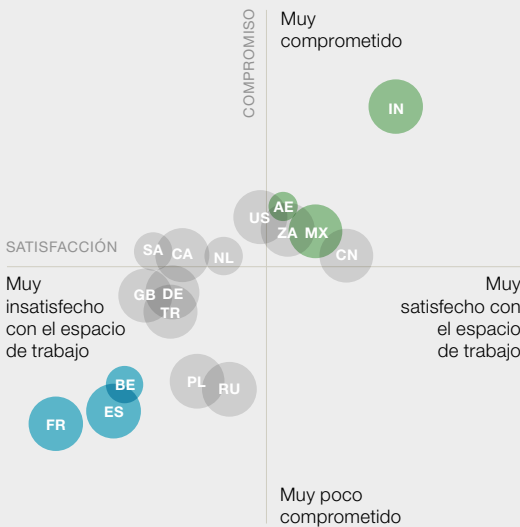 COMPROMISO
Muy
comprometido
IN
AE
US
ZA
MX
SATISFACCIÓN
SA
CA
NL
CN
Muy
insatisfecho
con el espacio
de trabajo
Muy
satisfecho con
el espacio
de trabajo
GB
DE
TR
PL
RU
BE
ES
FR
Muy poco
comprometido